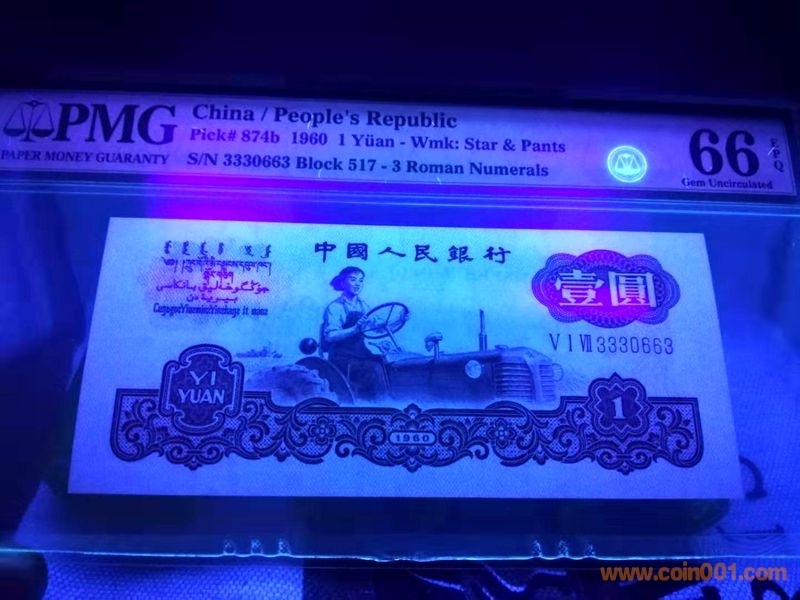 PMG
PAPER MONEY GUARANTY
China / People's Republic
Pick# 874b 1960 1 Yüan - Wmk: Star & Pants
S/N 3330663 Block 517 - 3 Roman Numerals
66 EPQ
Gem Uncirculated
中國人民銀行
壹圓
V I VII 3330663
YI
YUAN
1960
1
www.coin001.com